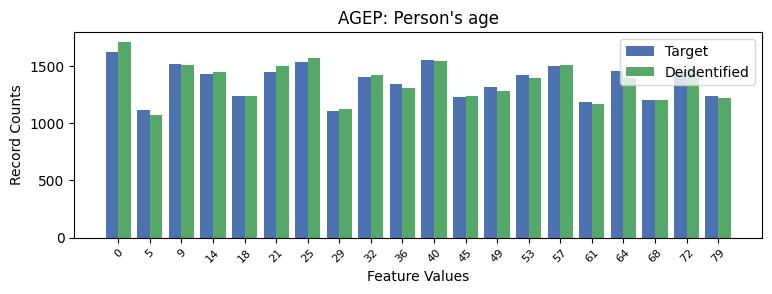 AGEP: Person's age
Record Counts
1500
1000
500
0
Target
Deidentified
0 5 9 14 18 21 25 29 32 36 40 45 49 53 57 61 64 68 72 79
Feature Values